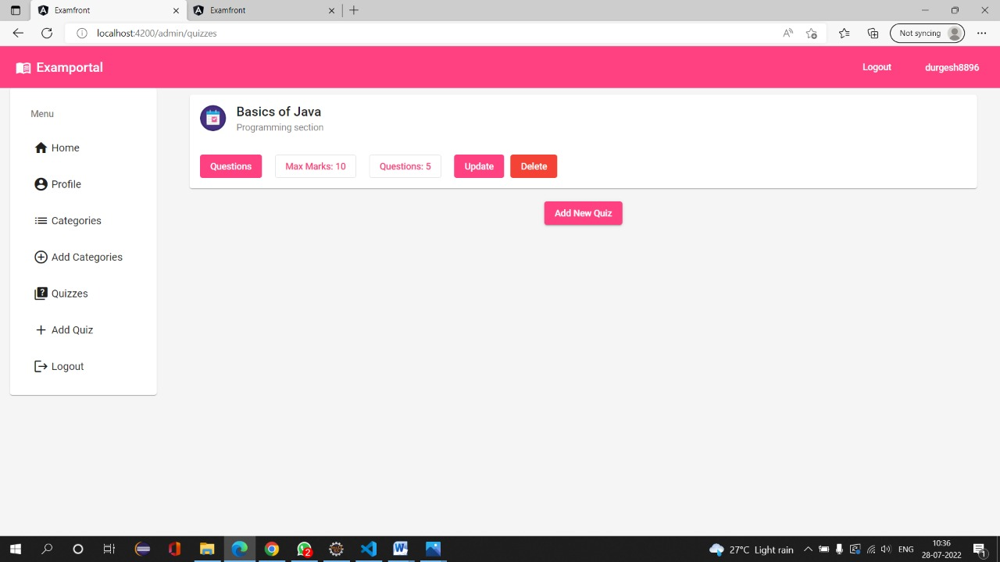 Examfront
Examfront
localhost:4200/admin/quizzes
Not syncing
Examportal
Logout
durgesh8896
Menu
Home
Profile
Categories
Add Categories
Quizzes
Add Quiz
Logout
Basics of Java
Programming section
Questions
Max Marks: 10
Questions: 5
Update
Delete
Add New Quiz
2
27°C Light rain
ENG
10:36
28-07-2022
1